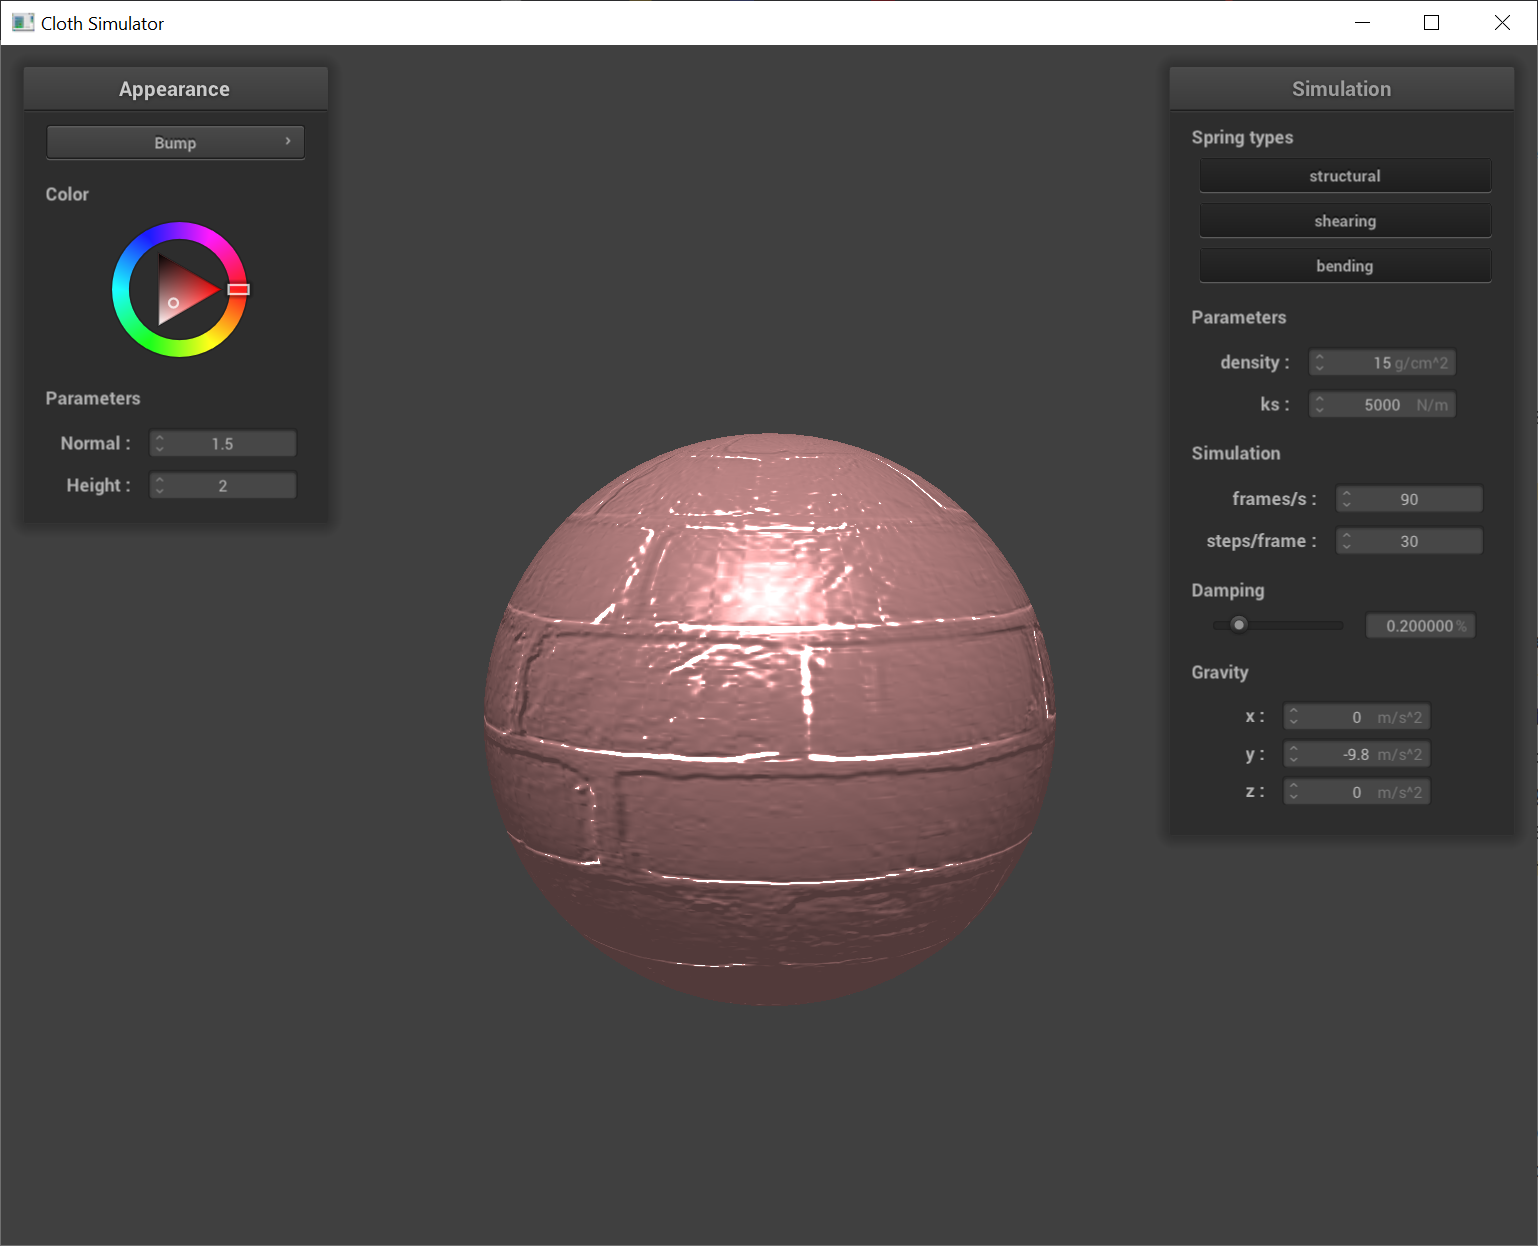 Cloth Simulator
Appearance
Bump
Color
Parameters
Normal : 1.5
Height : 2
Simulation
Spring types
structural
shearing
bending
Parameters
density : 15 g/cm^2
ks : 5000 N/m
Simulation
frames/s : 90
steps/frame : 30
Damping
0.200000 %
Gravity
x : 0 m/s^2
y : -9.8 m/s^2
z : 0 m/s^2